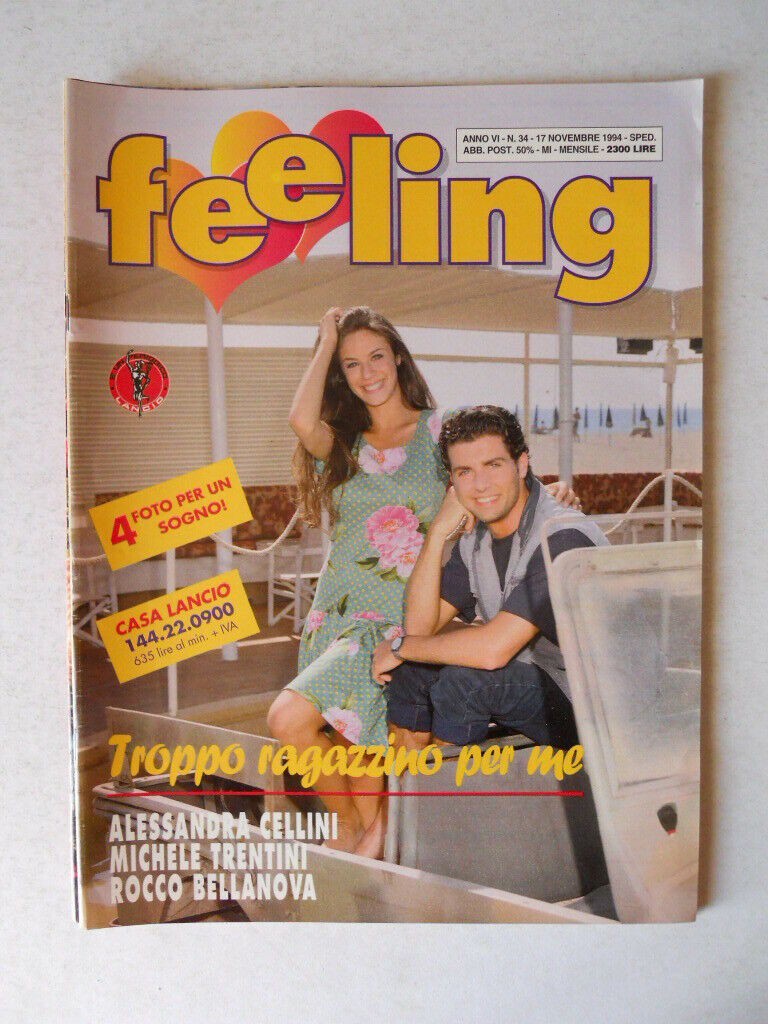 feeling
ANNO VI - N. 34 - 17 NOVEMBRE 1994 - SPED.
ABB. POST. 50% - MI - MENSILE - 2300 LIRE
LANCIO
4 FOTO PER UN
SOGNO!
CASA LANCIO
144.22.0900
635 lire al min. + IVA
Troppo ragazzino per me
ALESSANDRA CELLINI
MICHELE TRENTINI
ROCCO BELLANOVA